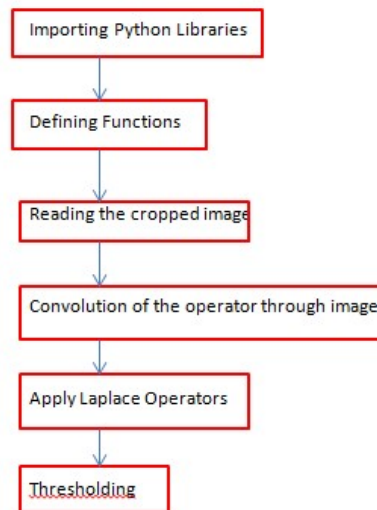 Importing Python Libraries
Defining Functions
Reading the cropped image
Convolution of the operator through image
Apply Laplace Operators
Thresholding